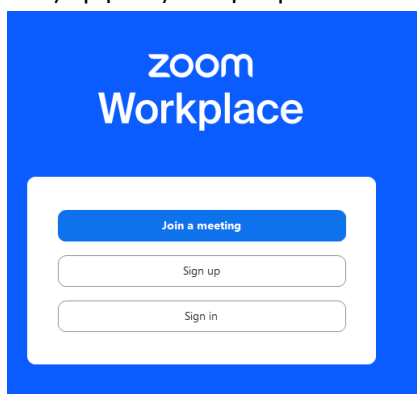 zoom
Workplace
Join a meeting
Sign up
Sign in